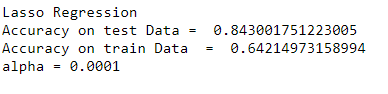 Lasso Regression
Accuracy on test Data =  0.843001751223005
Accuracy on train Data  =  0.64214973158994
alpha = 0.0001